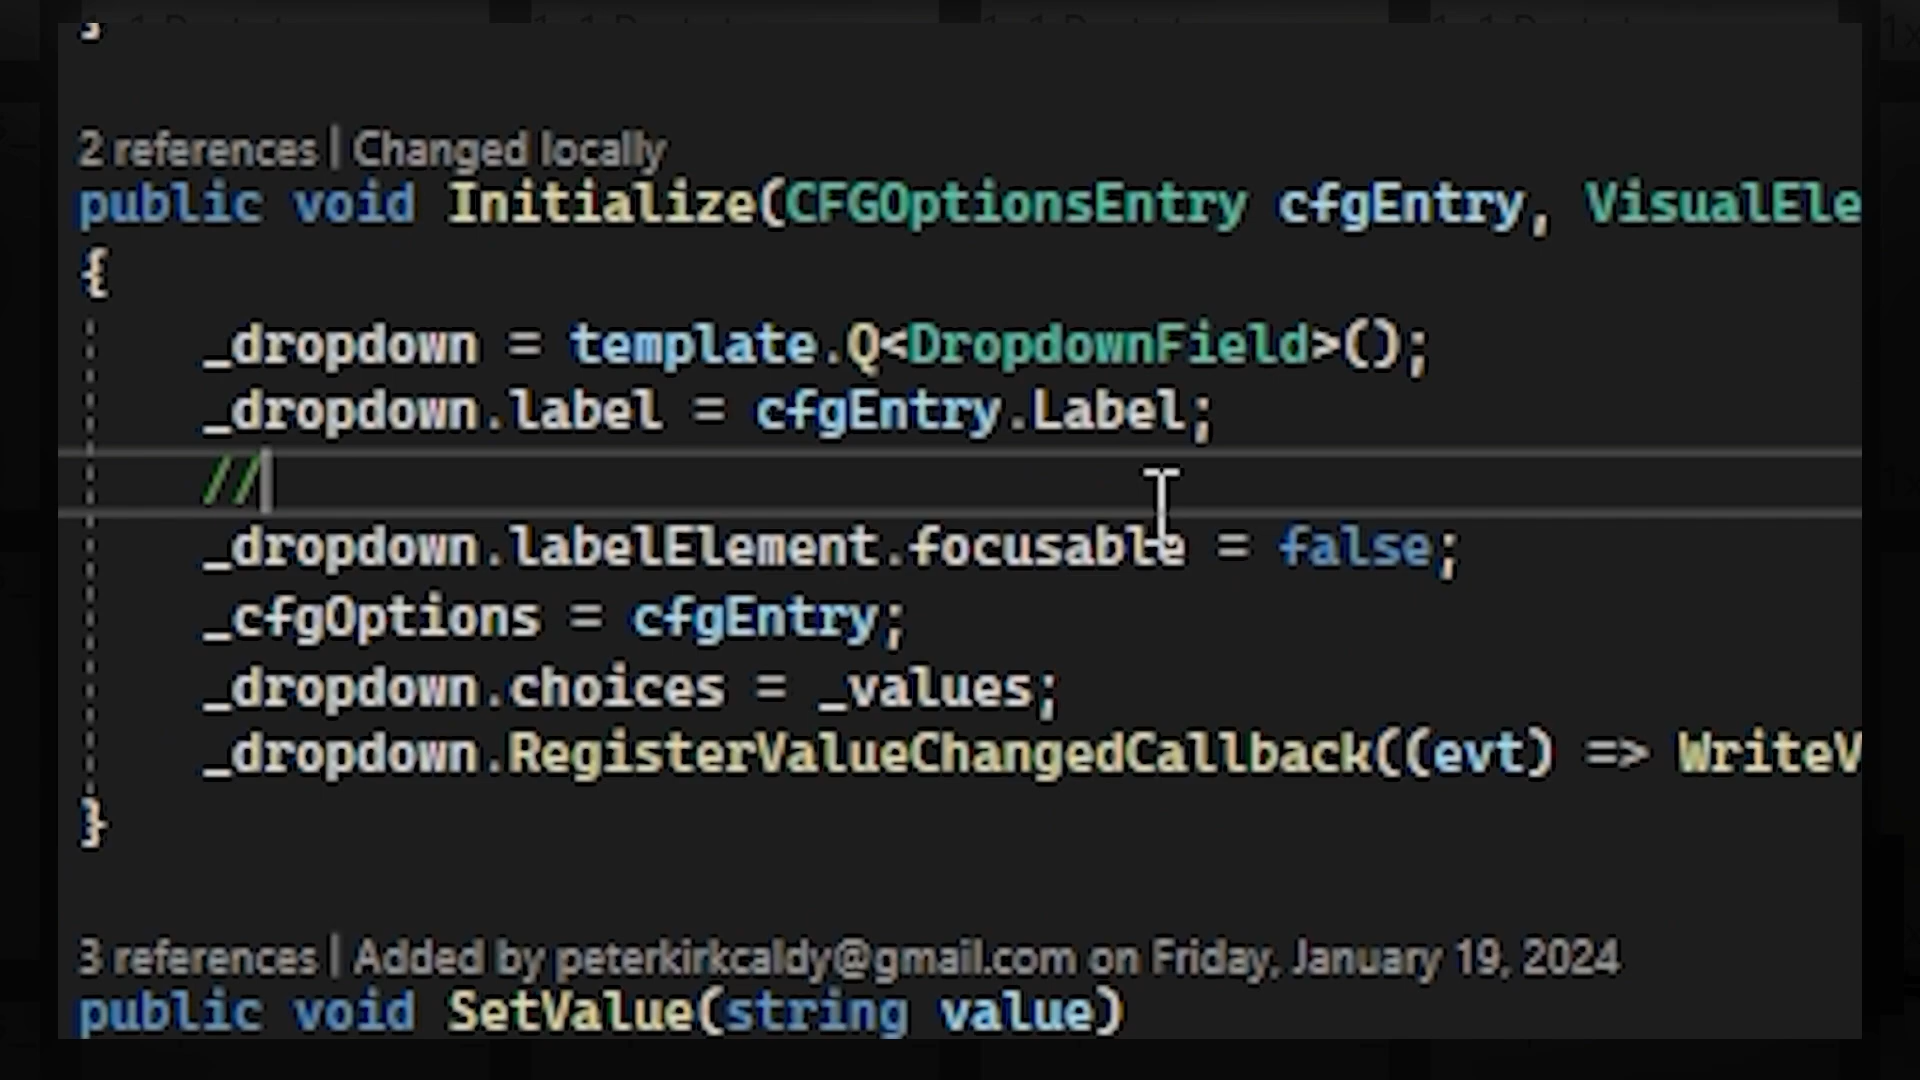 }
2 references | Changed locally
public void Initialize(CFGOptionsEntry cfgEntry,
{
_dropdown = template.Q<DropdownField>();
_dropdown.label = cfgEntry.Label;
//
_dropdown.labelElement.focusable = false;
_cfgOptions = cfgEntry;
_dropdown.choices = _values;
_dropdown.RegisterValueChangedCallback((evt) =>
}
3 references | Added by peterkirkcaldy@gmail.com on Friday, January 19, 2024
public void SetValue(string value)